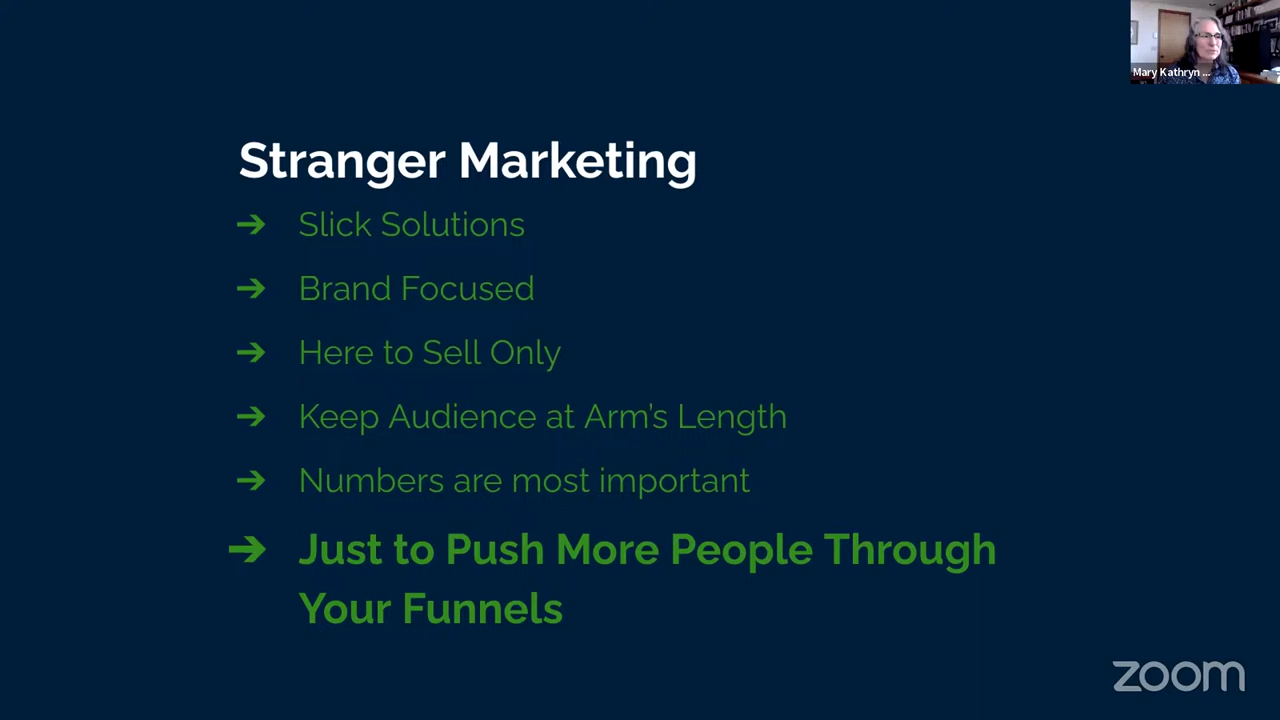 Mary Kathryn ...
Stranger Marketing
➔ Slick Solutions
➔ Brand Focused
➔ Here to Sell Only
➔ Keep Audience at Arm’s Length
➔ Numbers are most important
➔ Just to Push More People Through
Your Funnels
zoom